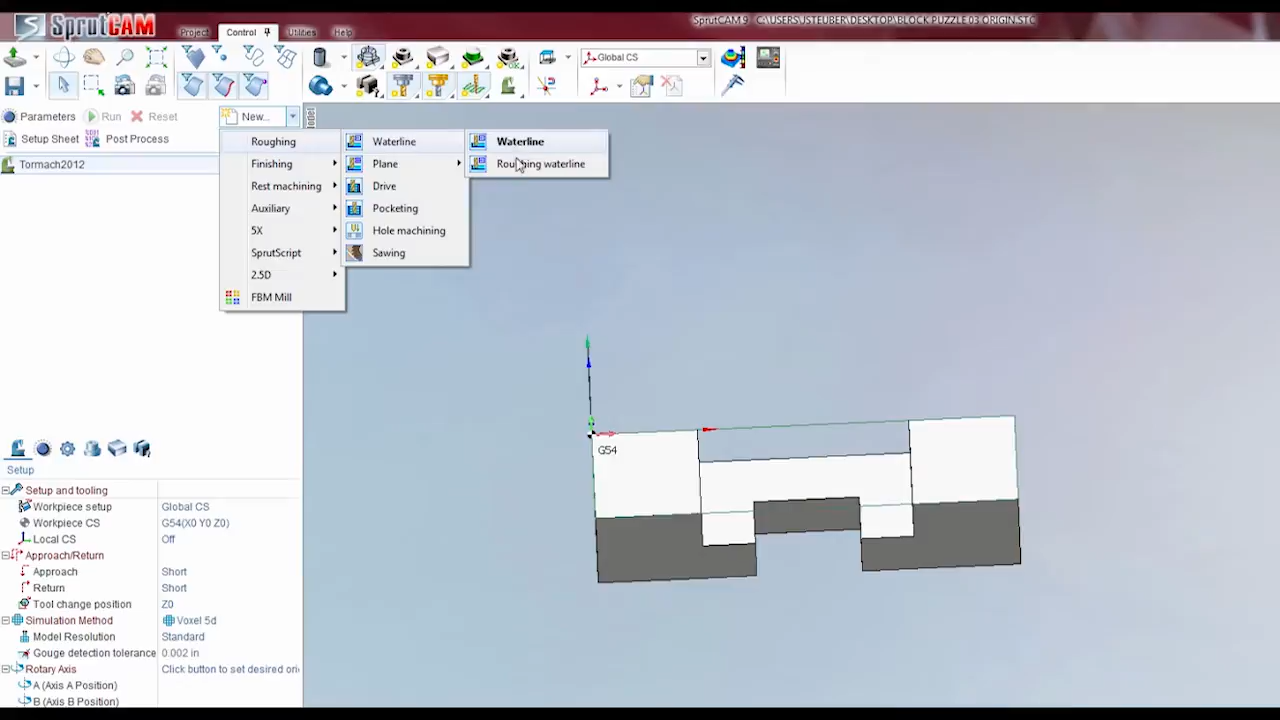 SprutCAM
SprutCAM 9 C:\USERS\STEUBER\DESKTOP\BLOCK PUZZLE 03 ORIGIN.STC
Project Control Utilities Help
Global CS
Parameters Run Reset New...
Setup Sheet Post Process
Tormach2012
Roughing
Finishing
Rest machining
Auxiliary
5X
SprutScript
2.5D
FBM Mill
Waterline
Plane
Drive
Pocketing
Hole machining
Sawing
Waterline
Roughing waterline
G54
Setup
Setup and tooling
Workpiece setup Global CS
Workpiece CS G54(X0 Y0 Z0)
Local CS Off
Approach/Return
Approach Short
Return Short
Tool change position Z0
Simulation Method Voxel 5d
Model Resolution Standard
Gouge detection tolerance 0.002 in
Rotary Axis Click button to set desired ori
A (Axis A Position)
B (Axis B Position)